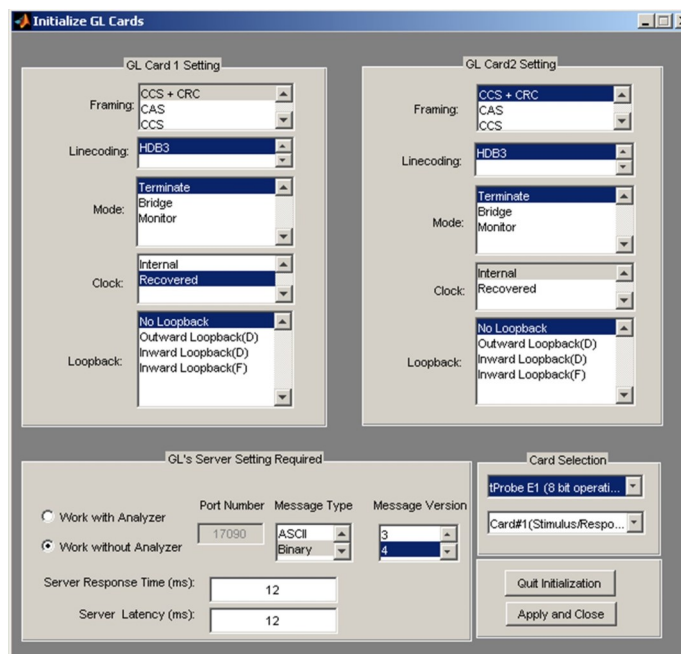 Initialize GL Cards
GL Card 1 Setting
Framing:
CCS + CRC
CAS
CCS
Linecoding:
HDB3
Mode:
Terminate
Bridge
Monitor
Clock:
Internal
Recovered
Loopback:
No Loopback
Outward Loopback(D)
Inward Loopback(D)
Inward Loopback(F)
GL Card2 Setting
Framing:
CCS + CRC
CAS
CCS
Linecoding:
HDB3
Mode:
Terminate
Bridge
Monitor
Clock:
Internal
Recovered
Loopback:
No Loopback
Outward Loopback(D)
Inward Loopback(D)
Inward Loopback(F)
GL's Server Setting Required
Work with Analyzer
Work without Analyzer
Port Number
17090
Message Type
ASCII
Binary
Message Version
3
4
Server Response Time (ms):
12
Server Latency (ms):
12
Card Selection
tProbe E1 (8 bit operati...
Card#1(Stimulus/Respo...
Quit Initialization
Apply and Close